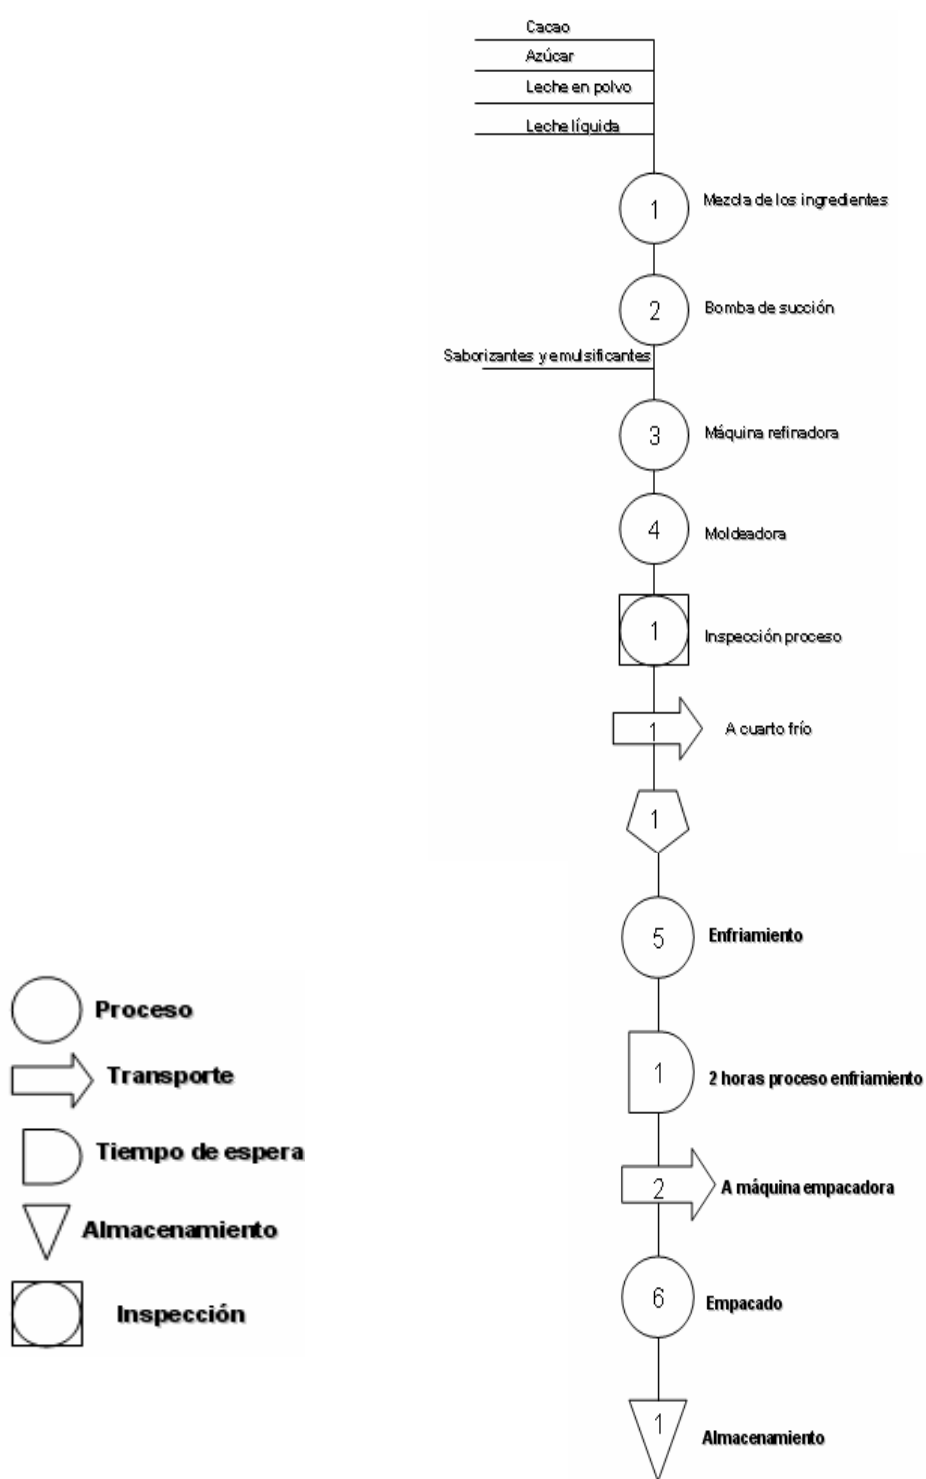 Cacao
Azúcar
Leche en polvo
Leche líquida
1 Mezcla de los ingredientes
2 Bomba de succión
Saborizantes y emulsificantes
3 Máquina refinadora
4 Moldeadora
1 Inspección proceso
1 A cuarto frío
1
5 Enfriamiento
1 2 horas proceso enfriamiento
2 A máquina empacadora
6 Empacado
1 Almacenamiento
Proceso
Transporte
Tiempo de espera
Almacenamiento
Inspección